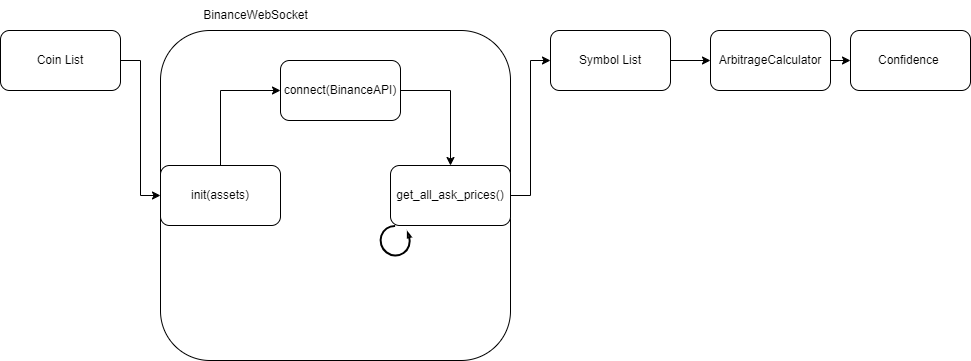 BinanceWebSocket
Coin List
connect(BinanceAPI)
Symbol List
ArbitrageCalculator
Confidence
init(assets)
get_all_ask_prices()